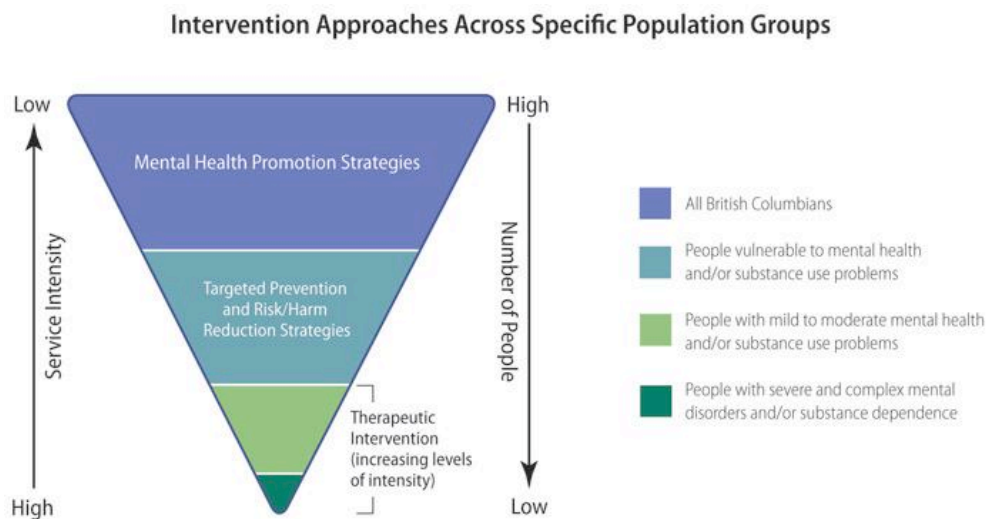 Intervention Approaches Across Specific Population Groups
Low
High
Mental Health Promotion Strategies
Service Intensity
Number of People
Targeted Prevention
and Risk/Harm
Reduction Strategies
Therapeutic
Intervention
(increasing levels
of intensity)
High
Low
All British Columbians
People vulnerable to mental health
and/or substance use problems
People with mild to moderate mental health
and/or substance use problems
People with severe and complex mental
disorders and/or substance dependence